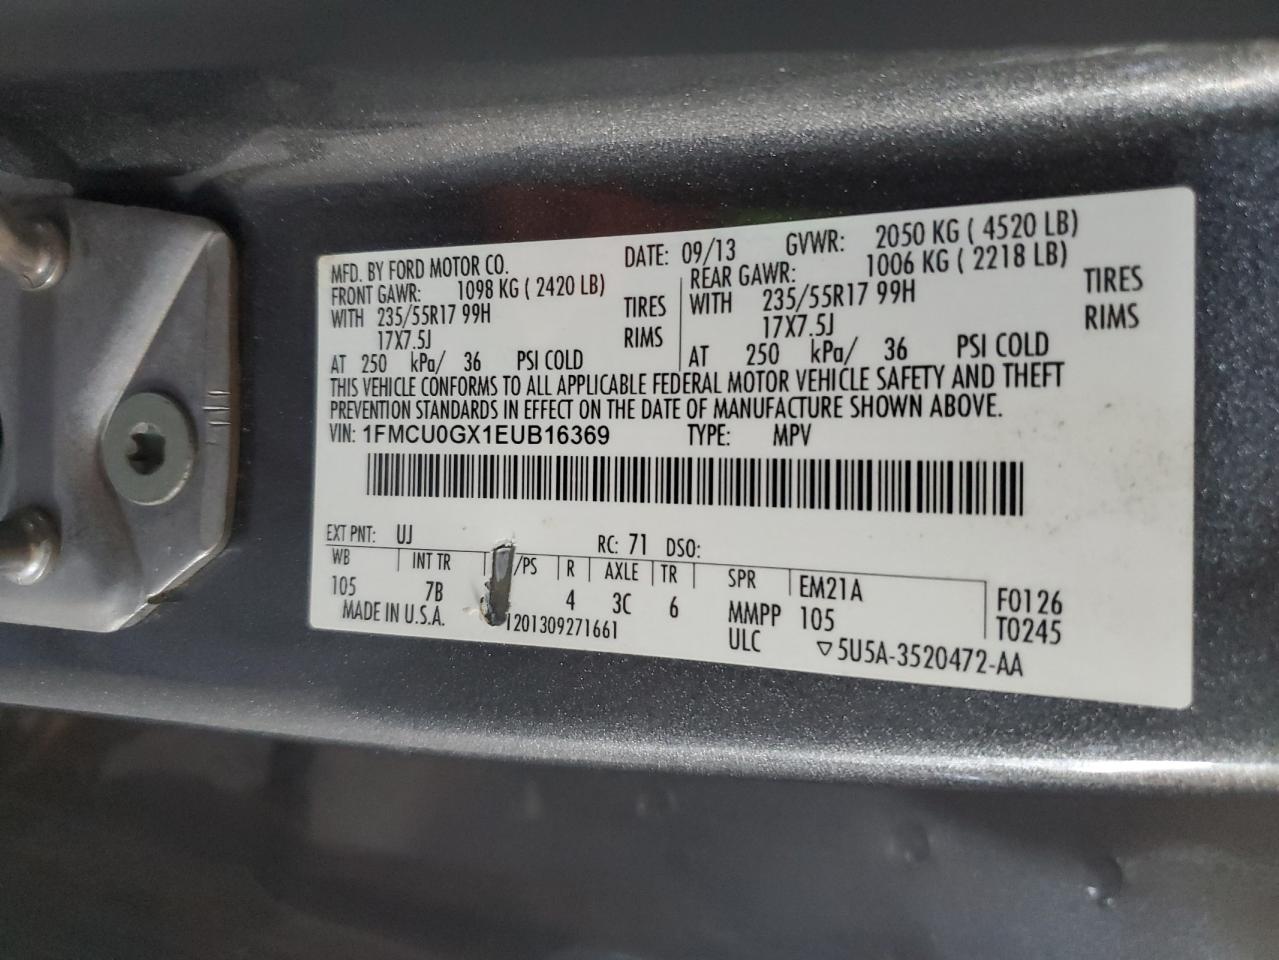 MFD. BY FORD MOTOR CO. DATE: 09/13 GVWR: 2050 KG ( 4520 LB)
FRONT GAWR: 1098 KG ( 2420 LB) REAR GAWR: 1006 KG ( 2218 LB)
WITH 235/55R17 99H TIRES WITH 235/55R17 99H TIRES
17X7.5J RIMS 17X7.5J RIMS
AT 250 kPa/ 36 PSI COLD AT 250 kPa/ 36 PSI COLD
THIS VEHICLE CONFORMS TO ALL APPLICABLE FEDERAL MOTOR VEHICLE SAFETY AND THEFT
PREVENTION STANDARDS IN EFFECT ON THE DATE OF MANUFACTURE SHOWN ABOVE.
VIN: 1FMCU0GX1EUB16369 TYPE: MPV
EXT PNT: UJ RC: 71 DSO:
WB INT TR /PS R AXLE TR SPR EM21A F0126
105 7B 4 3C 6 MMPP 105 T0245
MADE IN U.S.A. 1201309271661 ULC ▽5U5A-3520472-AA